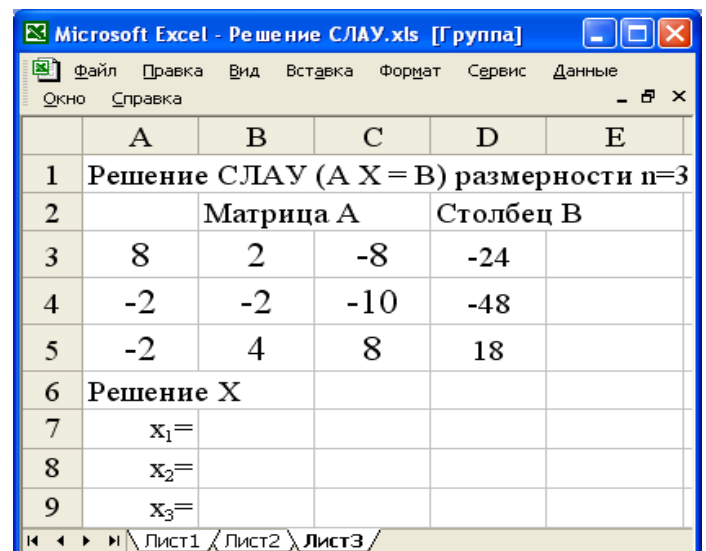 Microsoft Excel - Решение СЛАУ.xls [Группа]
Файл Правка Вид Вставка Формат Сервис Данные
Окно Справка
A B C D E
1 Решение СЛАУ (A X = B) размерности n=3
2 Матрица A Столбец B
3 8 2 -8 -24
4 -2 -2 -10 -48
5 -2 4 8 18
6 Решение X
7 x₁=
8 x₂=
9 x₃=
Лист1 Лист2 Лист3